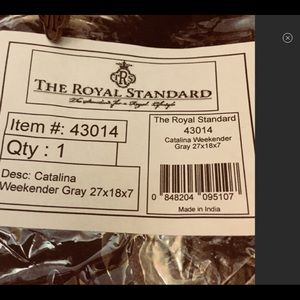 TRS
THE ROYAL STANDARD
The Standard for a Royal Lifestyle
Item #: 43014
Qty : 1
Desc: Catalina
Weekender Gray 27x18x7
The Royal Standard
43014
Catalina Weekender
Gray 27x18x7
0 848204 095107
Made in India